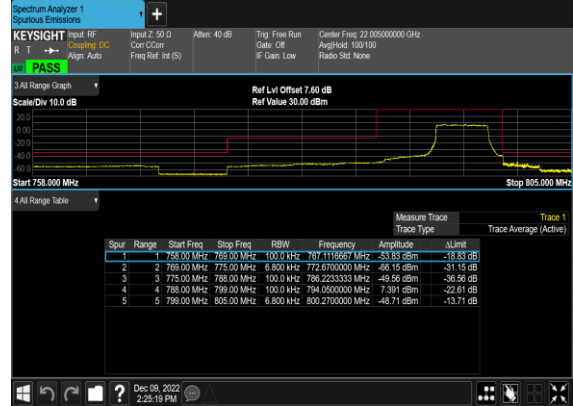 Spectrum Analyzer 1
Spurious Emissions
KEYSIGHT Input: RF Input Z: 50 Ω Atten: 40 dB Trig: Free Run Center Freq: 22.005000000 GHz
R T Coupling: DC Corr CCorr Gate: Off Avg|Hold: 100/100
Align: Auto Freq Ref: Int (S) IF Gain: Low Radio Std: None
PASS
3.All Range Graph
Ref Lvl Offset 7.60 dB
Scale/Div 10.0 dB Ref Value 30.00 dBm
20.0
0.00
-20.0
-40.0
-60.0
Start 758.000 MHz Stop 805.000 MHz
4.All Range Table
Measure Trace Trace 1
Trace Type Trace Average (Active)
Spur Range Start Freq Stop Freq RBW Frequency Amplitude ΔLimit
1 1 758.00 MHz 769.00 MHz 100.0 kHz 767.1116667 MHz -53.83 dBm -18.83 dB
2 2 769.00 MHz 775.00 MHz 6.800 kHz 772.6700000 MHz -66.15 dBm -31.15 dB
3 3 775.00 MHz 788.00 MHz 100.0 kHz 786.2233333 MHz -49.56 dBm -36.56 dB
4 4 788.00 MHz 799.00 MHz 100.0 kHz 794.0500000 MHz 7.391 dBm -22.61 dB
5 5 799.00 MHz 805.00 MHz 6.800 kHz 800.2700000 MHz -48.71 dBm -13.71 dB
Dec 09, 2022
2:25:19 PM